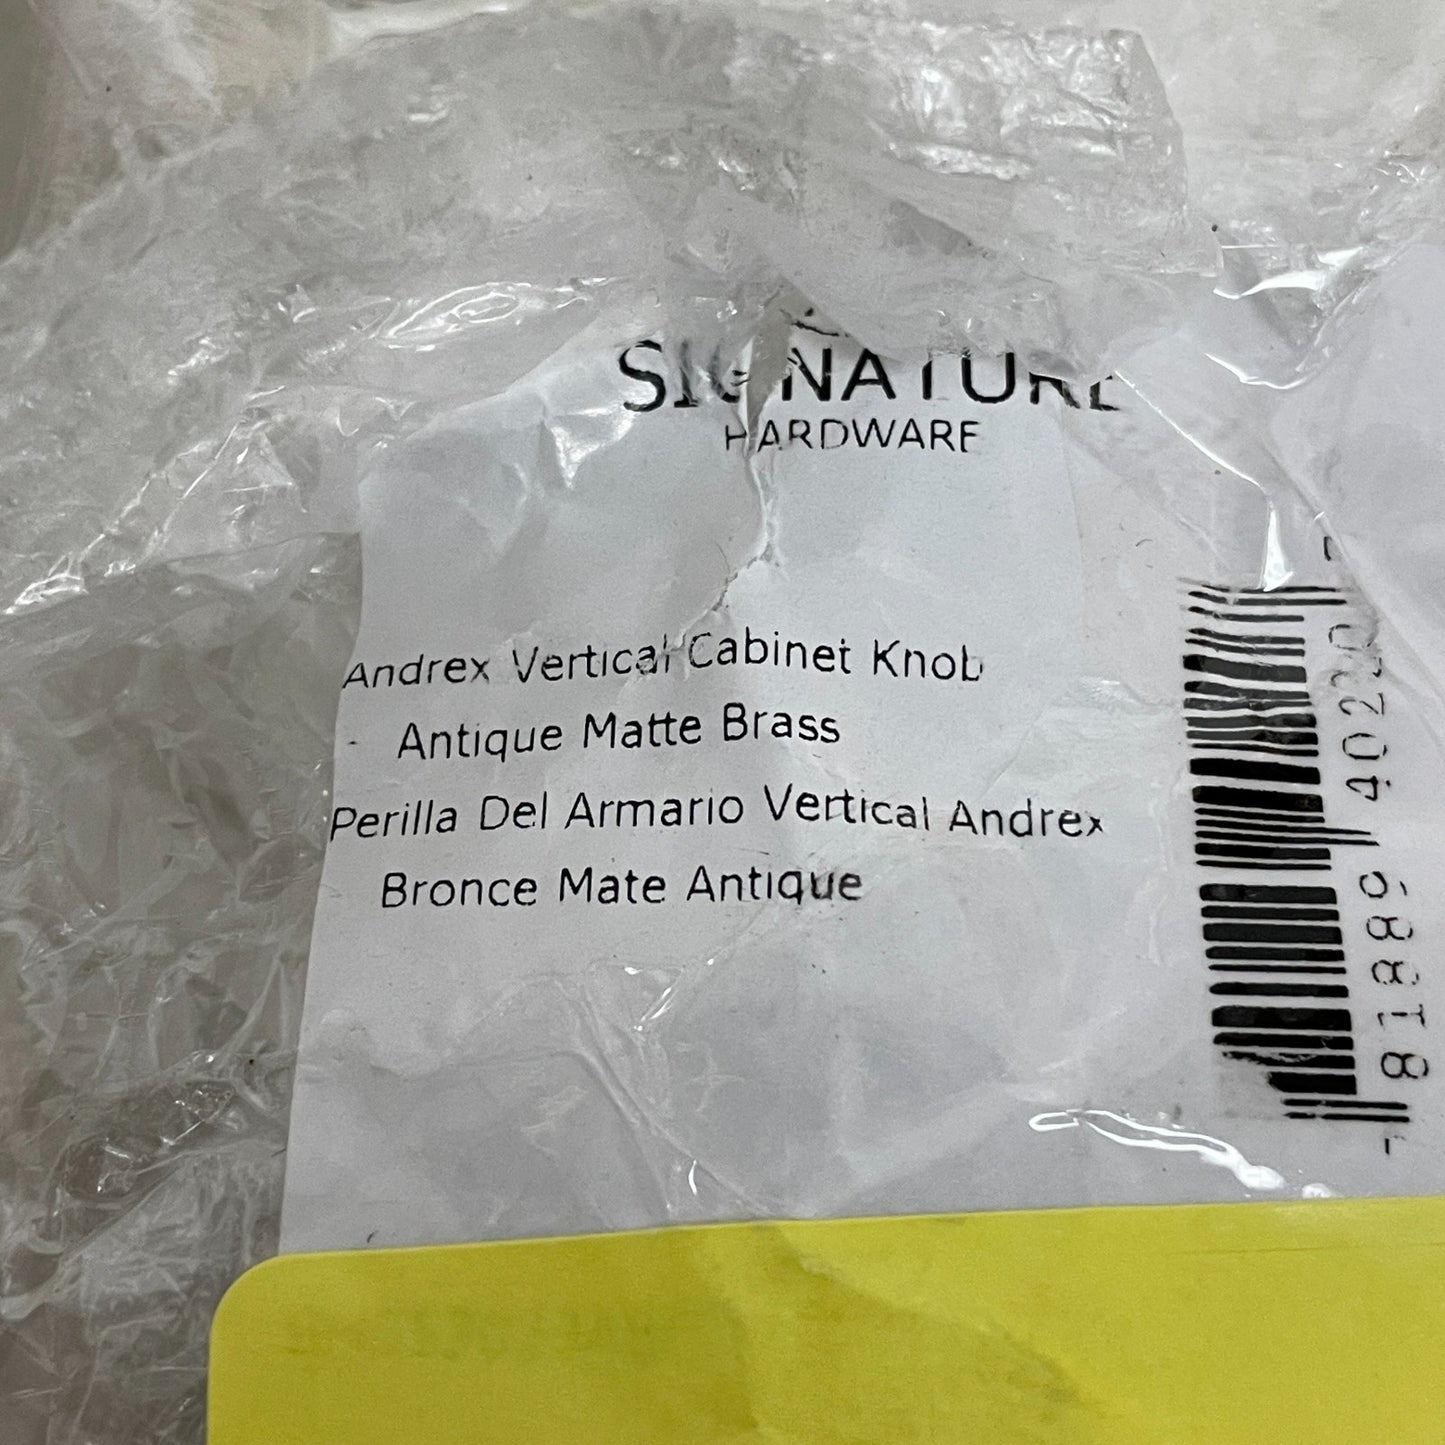 SIGNATURE
HARDWARE
Andrex Vertical Cabinet Knob
- Antique Matte Brass
Perilla Del Armario Vertical Andrex
Bronce Mate Antique